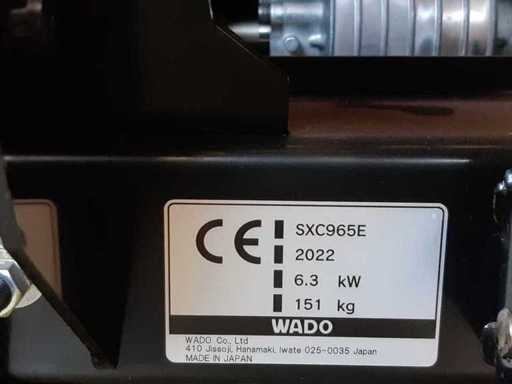 CE
SXC965E
2022
6.3 kW
151 kg
WADO
WADO Co., Ltd
410 Jissoji, Hanamaki, Iwate 025-0035 Japan
MADE IN JAPAN